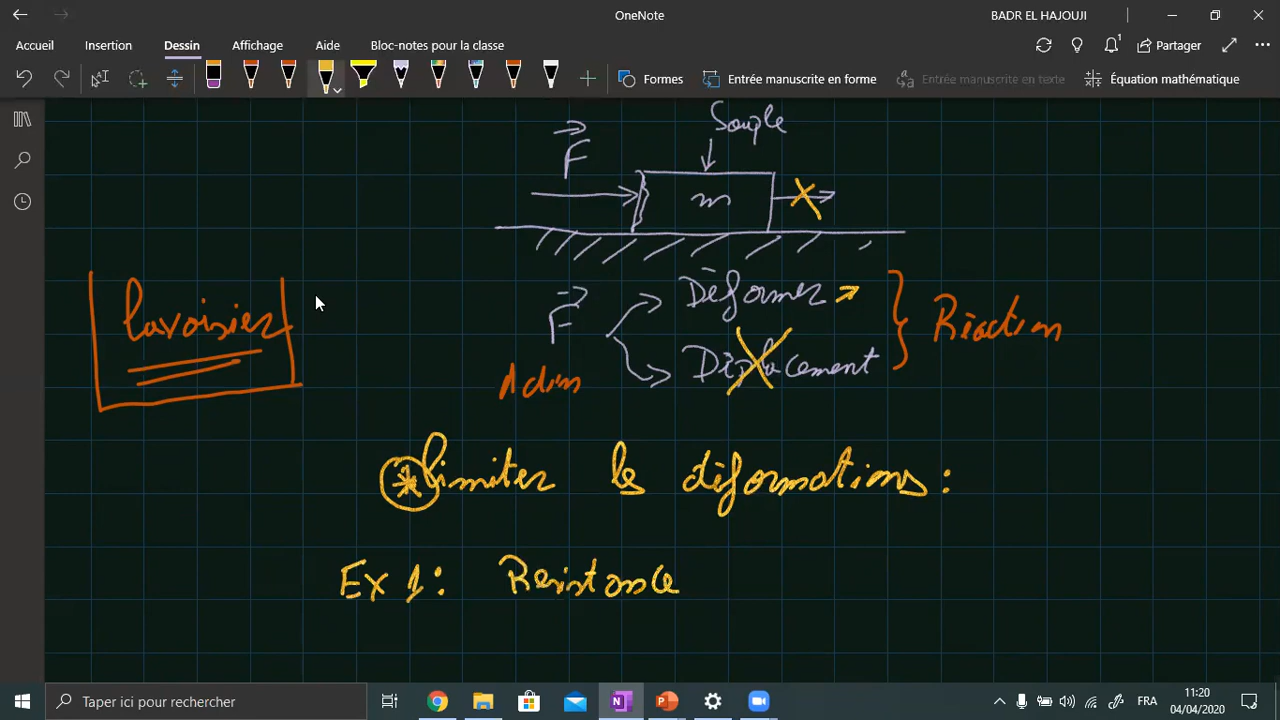 OneNote
BADR EL HAJOUJI
Accueil
Insertion
Dessin
Affichage
Aide
Bloc-notes pour la classe
Partager
Formes
Entrée manuscrite en forme
Entrée manuscrite en texte
Équation mathématique
Souple
F
m
F
Déformer
Déplacement
Réaction
Lavoisier
Action
* limiter les déformations:
Ex 1: Resistance
Taper ici pour rechercher
FRA
11:20
04/04/2020